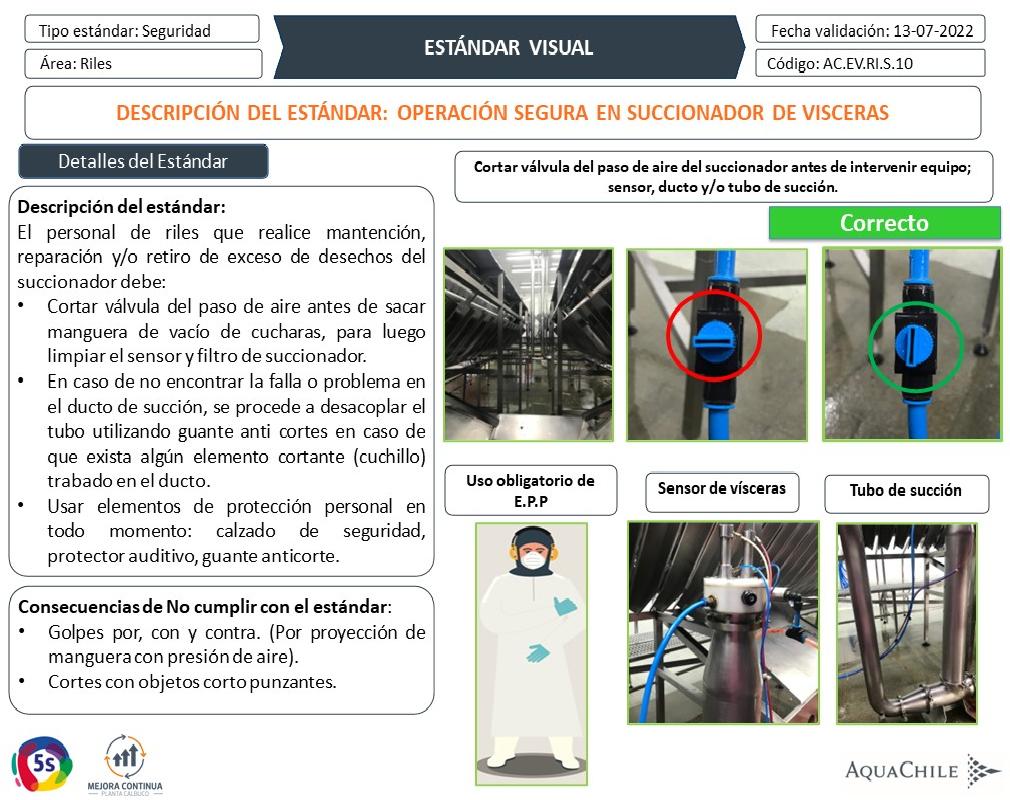 Tipo estándar: Seguridad
Área: Riles
ESTÁNDAR VISUAL
Fecha validación: 13-07-2022
Código: AC.EV.RI.S.10
DESCRIPCIÓN DEL ESTÁNDAR: OPERACIÓN SEGURA EN SUCCIONADOR DE VISCERAS
Detalles del Estándar
Descripción del estándar:
El personal de riles que realice mantención,
reparación y/o retiro de exceso de desechos del
succionador debe:
• Cortar válvula del paso de aire antes de sacar
manguera de vacío de cucharas, para luego
limpiar el sensor y filtro de succionador.
• En caso de no encontrar la falla o problema en
el ducto de succión, se procede a desacoplar el
tubo utilizando guante anti cortes en caso de
que exista algún elemento cortante (cuchillo)
trabado en el ducto.
• Usar elementos de protección personal en
todo momento: calzado de seguridad,
protector auditivo, guante anticorte.
Consecuencias de No cumplir con el estándar:
• Golpes por, con y contra. (Por proyección de
manguera con presión de aire).
• Cortes con objetos corto punzantes.
Cortar válvula del paso de aire del succionador antes de intervenir equipo;
sensor, ducto y/o tubo de succión.
Correcto
Uso obligatorio de
E.P.P
Sensor de vísceras
Tubo de succión
5s
MEJORA CONTINUA
PLANTA CALBUCO
AQUACHILE